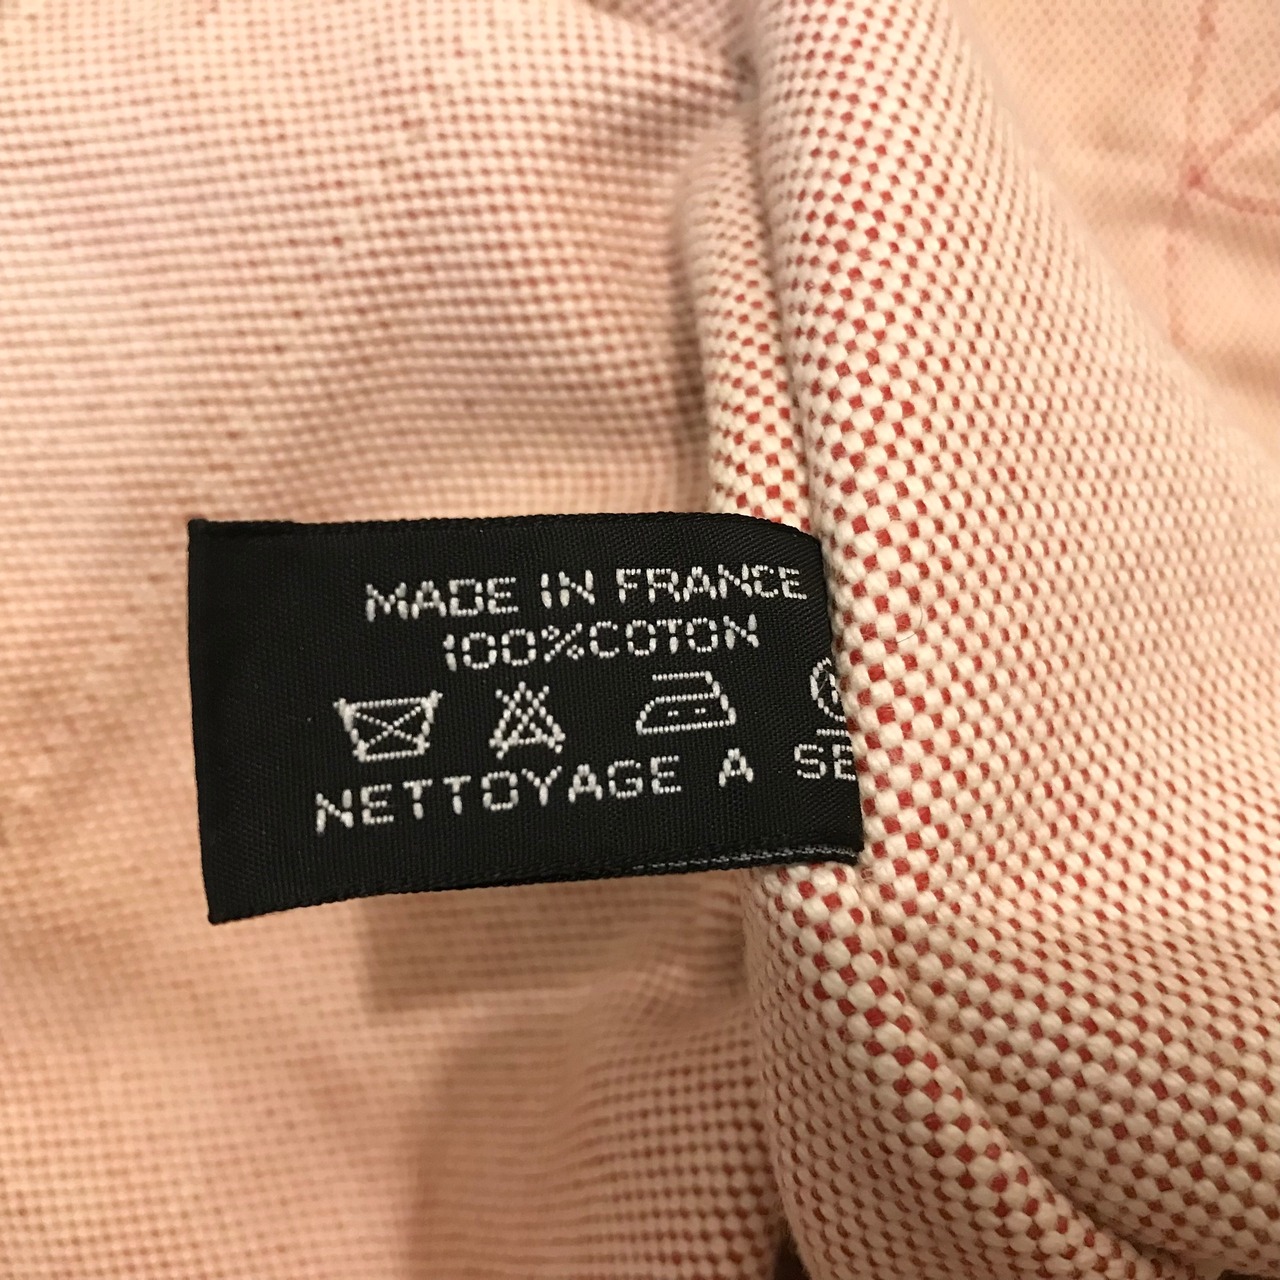 MADE IN FRANCE
100%COTON
NETTOYAGE A SE